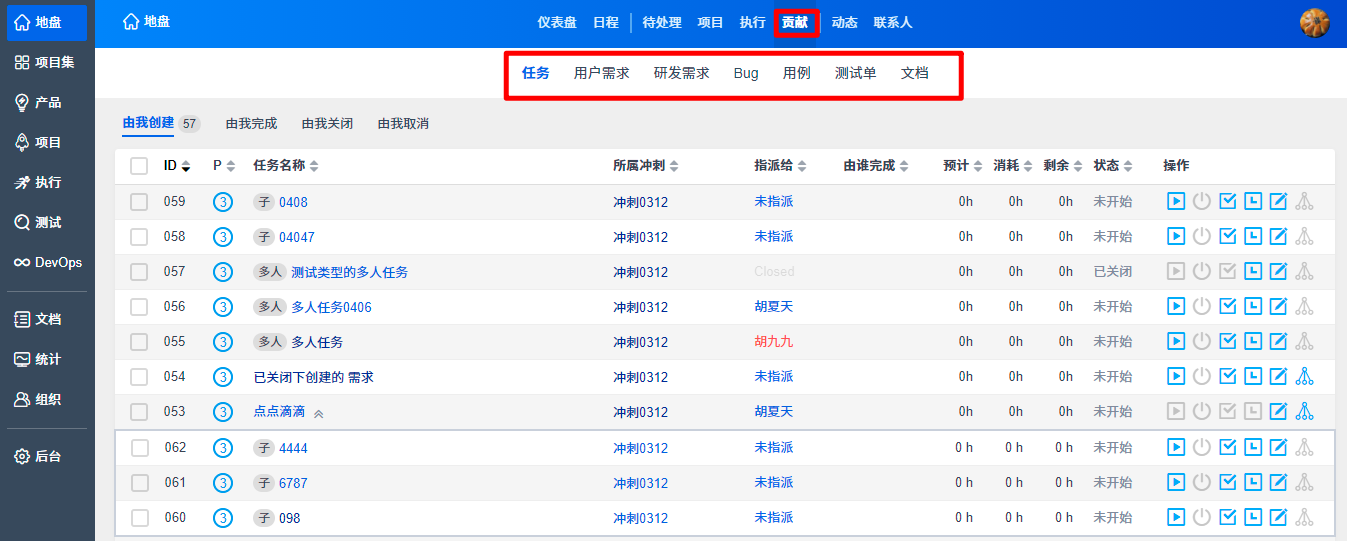 地盘
项目集
产品
项目
执行
测试
DevOps
文档
统计
组织
后台
地盘
仪表盘 日程 待处理 项目 执行 贡献 动态 联系人
任务 用户需求 研发需求 Bug 用例 测试单 文档
由我创建 57 由我完成 由我关闭 由我取消
ID P 任务名称 所属冲刺 指派给 由谁完成 预计 消耗 剩余 状态 操作
059 3 子 0408 冲刺0312 未指派 0h 0h 0h 未开始
058 3 子 04047 冲刺0312 未指派 0h 0h 0h 未开始
057 3 多人 测试类型的多人任务 冲刺0312 Closed 0h 0h 0h 已关闭
056 3 多人 多人任务0406 冲刺0312 胡夏天 0h 0h 0h 未开始
055 3 多人 多人任务 冲刺0312 胡九九 0h 0h 0h 未开始
054 3 已关闭下创建的 需求 冲刺0312 未指派 0h 0h 0h 未开始
053 3 点点滴滴 冲刺0312 胡夏天 0h 0h 0h 未开始
062 3 子 4444 冲刺0312 未指派 0 h 0 h 0 h 未开始
061 3 子 6787 冲刺0312 未指派 0 h 0 h 0 h 未开始
060 3 子 098 冲刺0312 未指派 0 h 0 h 0 h 未开始